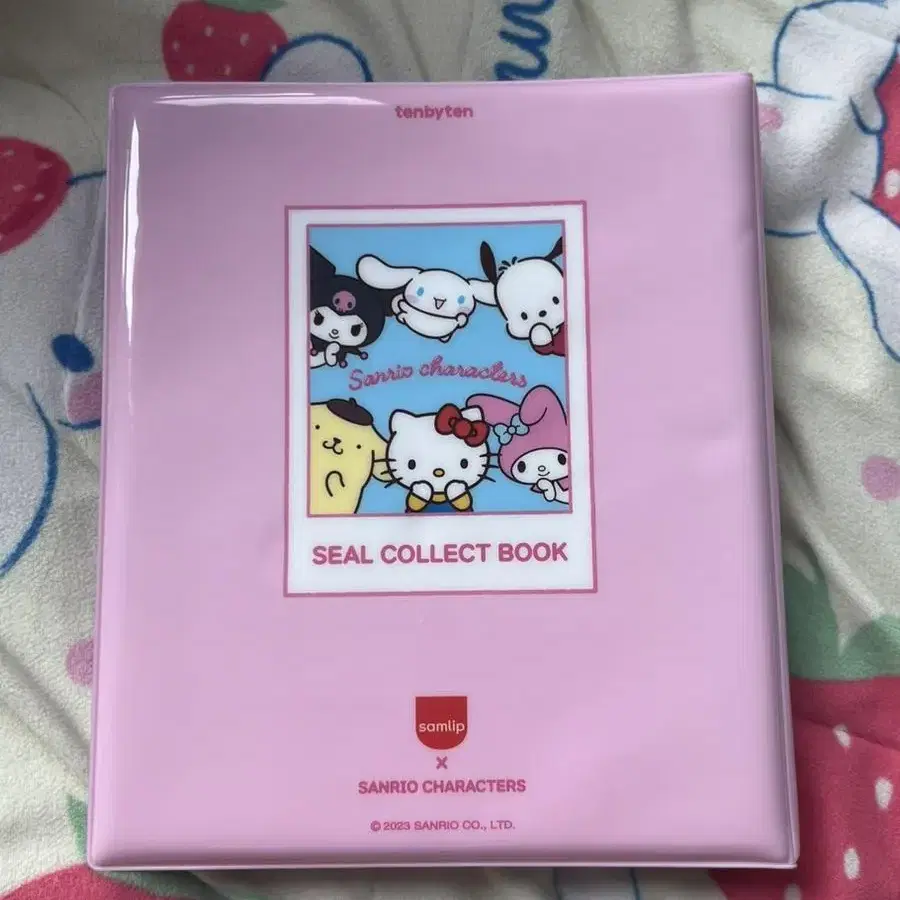 tenbyten
Sanrio characters
SEAL COLLECT BOOK
samlip
X
SANRIO CHARACTERS
© 2023 SANRIO CO., LTD.